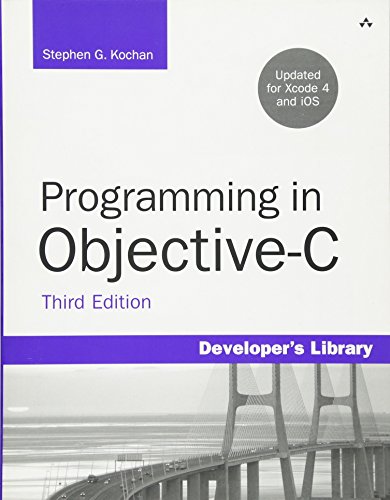 Stephen G. Kochan
Updated
for Xcode 4
and iOS
Programming in
Objective-C
Third Edition
Developer's Library